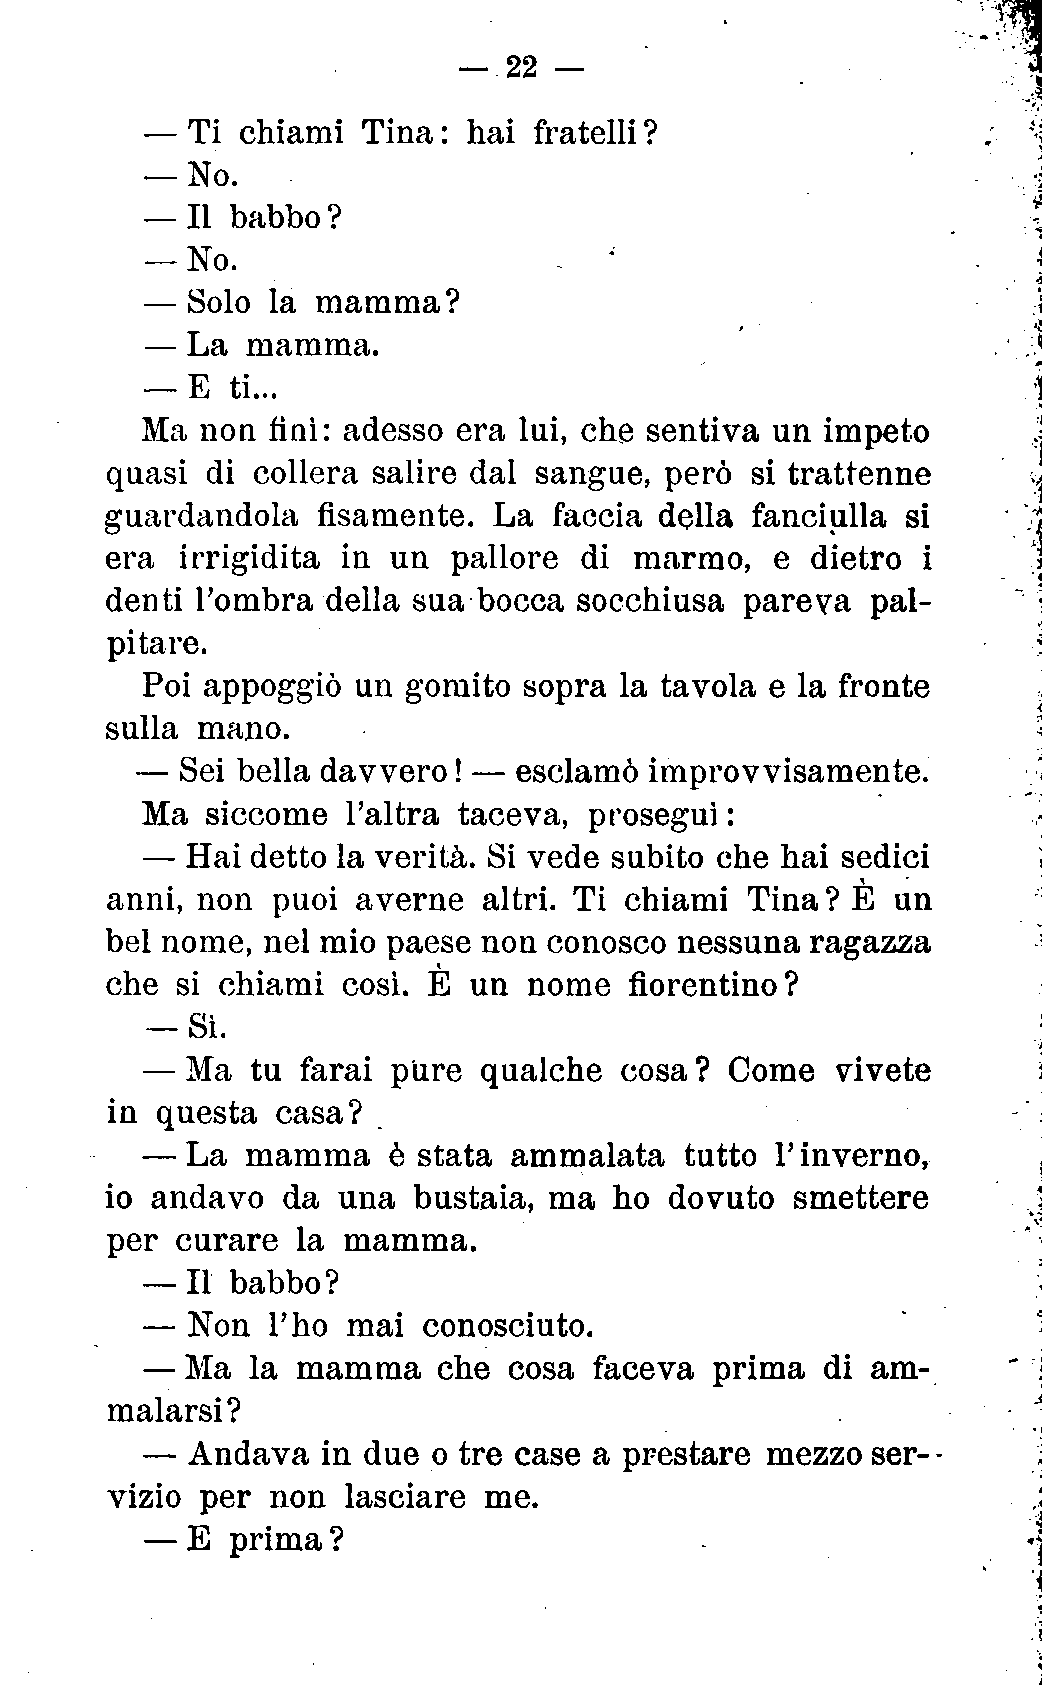 — 22 —
— Ti chiami Tina: hai fratelli?
— No.
— Il babbo?
— No.
— Solo la mamma?
— La mamma.
— E ti...
Ma non finì: adesso era lui, che sentiva un impeto
quasi di collera salire dal sangue, però si trattenne
guardandola fisamente. La faccia della fanciulla si
era irrigidita in un pallore di marmo, e dietro i
denti l'ombra della sua bocca socchiusa pareva pal-
pitare.
Poi appoggiò un gomito sopra la tavola e la fronte
sulla mano.
— Sei bella davvero! — esclamò improvvisamente.
Ma siccome l'altra taceva, proseguì:
— Hai detto la verità. Si vede subito che hai sedici
anni, non puoi averne altri. Ti chiami Tina? È un
bel nome, nel mio paese non conosco nessuna ragazza
che si chiami così. È un nome fiorentino?
— Sì.
— Ma tu farai pure qualche cosa? Come vivete
in questa casa?
— La mamma è stata ammalata tutto l'inverno,
io andavo da una bustaia, ma ho dovuto smettere
per curare la mamma.
— Il babbo?
— Non l'ho mai conosciuto.
— Ma la mamma che cosa faceva prima di am-
malarsi?
— Andava in due o tre case a prestare mezzo ser-
vizio per non lasciare me.
— E prima?